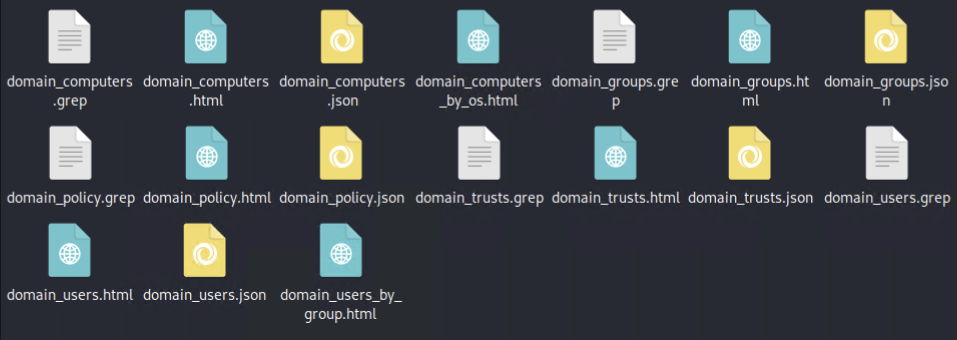 domain_computers
.grep
domain_computers
.html
domain_computers
.json
domain_computers
_by_os.html
domain_groups.gre
p
domain_groups.ht
ml
domain_groups.jso
n
domain_policy.grep
domain_policy.html
domain_policy.json
domain_trusts.grep
domain_trusts.html
domain_trusts.json
domain_users.grep
domain_users.html
domain_users.json
domain_users_by_
group.html